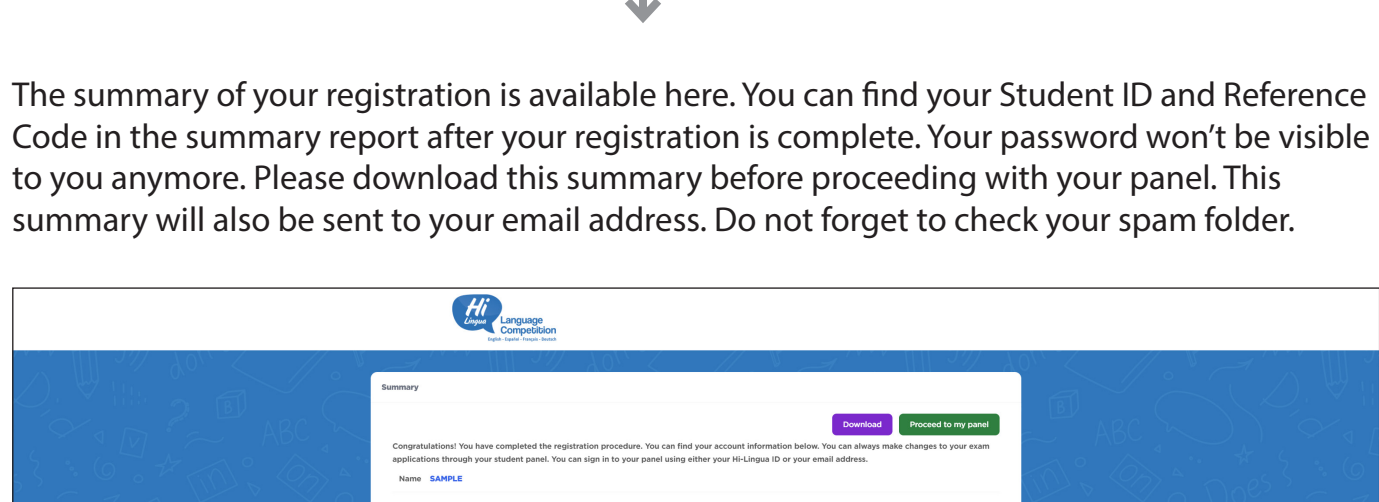 The summary of your registration is available here. You can find your Student ID and Reference
Code in the summary report after your registration is complete. Your password won’t be visible
to you anymore. Please download this summary before proceeding with your panel. This
summary will also be sent to your email address. Do not forget to check your spam folder.
Hi
Lingua
Language
Competition
English - Español - Français - Deutsch
Summary
Download Proceed to my panel
Congratulations! You have completed the registration procedure. You can find your account information below. You can always make changes to your exam
applications through your student panel. You can sign in to your panel using either your Hi-Lingua ID or your email address.
Name SAMPLE